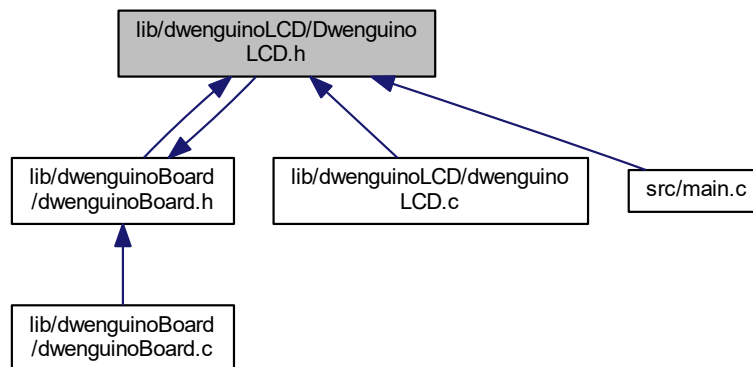 lib/dwenguinoLCD/Dwenguino
LCD.h
lib/dwenguinoBoard
/dwenguinoBoard.h
lib/dwenguinoLCD/dwenguino
LCD.c
src/main.c
lib/dwenguinoBoard
/dwenguinoBoard.c